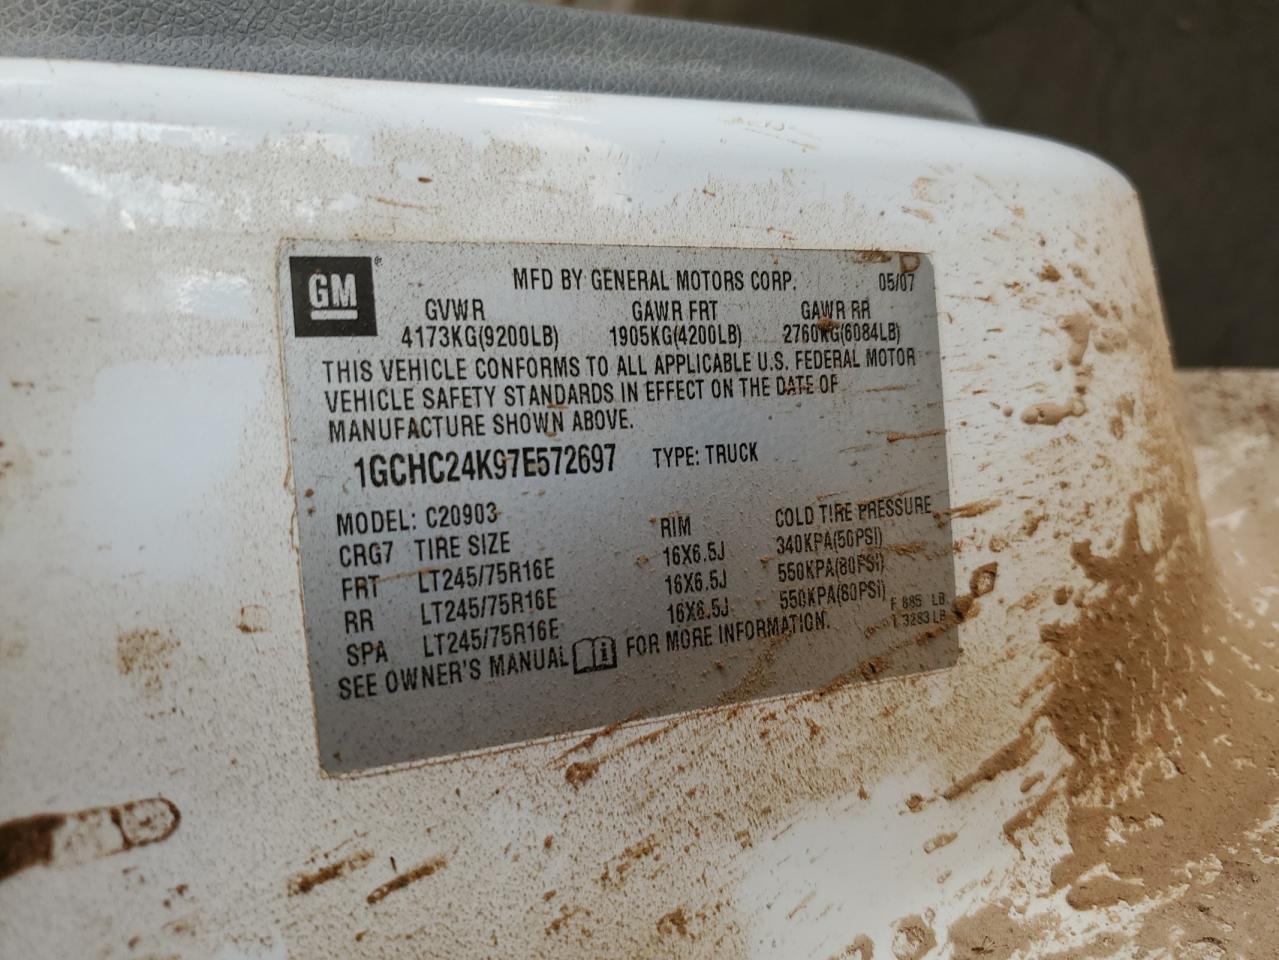 GM ®
MFD BY GENERAL MOTORS CORP. 05/07
GVWR GAWR FRT GAWR RR
4173KG(9200LB) 1905KG(4200LB) 2760KG(6084LB)
THIS VEHICLE CONFORMS TO ALL APPLICABLE U.S. FEDERAL MOTOR
VEHICLE SAFETY STANDARDS IN EFFECT ON THE DATE OF
MANUFACTURE SHOWN ABOVE.
1GCHC24K97E572697 TYPE: TRUCK
MODEL: C20903
CRG7 TIRE SIZE RIM COLD TIRE PRESSURE
FRT LT245/75R16E 16X6.5J 340KPA(50PSI)
RR LT245/75R16E 16X6.5J 550KPA(80PSI)
SPA LT245/75R16E 16X6.5J 550KPA(80PSI)
SEE OWNER'S MANUAL i FOR MORE INFORMATION.
F 885 LB
3283LB